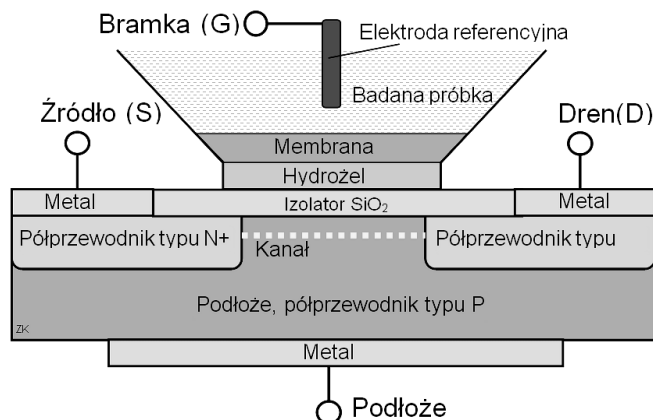 Bramka (G)
Elektroda referencyjna
Badana próbka
Źródło (S)
Dren(D)
Membrana
Hydrożel
Metal
Izolator SiO₂
Metal
Półprzewodnik typu N+
Kanał
Półprzewodnik typu
Podłoże, półprzewodnik typu P
ZK
Metal
Podłoże